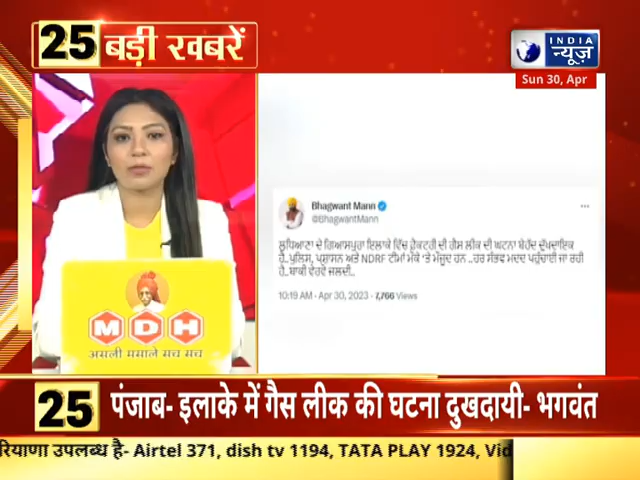 25 बड़ी खबरें
INDIA
न्यूज़
Sun 30, Apr
Bhagwant Mann
@BhagwantMann
ਲੁਧਿਆਣਾ ਦੇ ਗਿਆਸਪੁਰਾ ਇਲਾਕੇ ਵਿੱਚ ਫ਼ੈਕਟਰੀ ਦੀ ਗੈਸ ਲੀਕ ਦੀ ਘਟਨਾ ਬੇਹੱਦ ਦੁੱਖਦਾਇਕ
ਹੈ..ਪੁਲਿਸ, ਪ੍ਰਸ਼ਾਸਨ ਅਤੇ NDRF ਟੀਮਾਂ ਮੌਕੇ 'ਤੇ ਮੌਜੂਦ ਹਨ ..ਹਰ ਸੰਭਵ ਮਦਦ ਪਹੁੰਚਾਈ ਜਾ ਰਹੀ
ਹੈ..ਬਾਕੀ ਵੇਰਵੇ ਜਲਦੀ..
10:19 AM - Apr 30, 2023 - 7,766 Views
MDH
असली मसाले सच सच
25 पंजाब- इलाके में गैस लीक की घटना दुखदायी- भगवंत
रियाणा उपलब्ध है- Airtel 371, dish tv 1194, TATA PLAY 1924, Vid